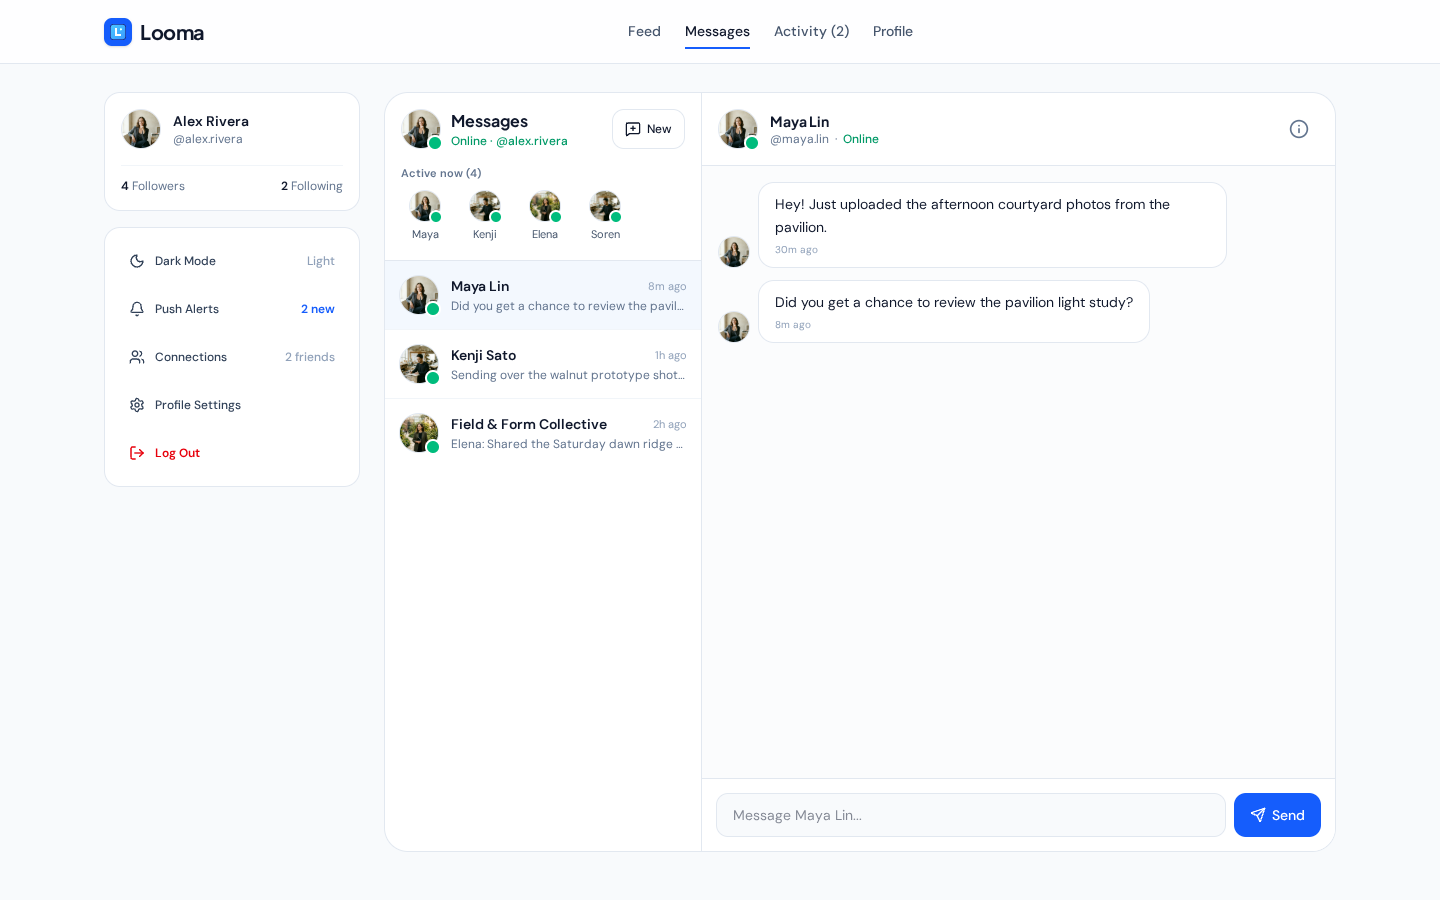 Looma
Feed
Messages
Activity (2)
Profile
Alex Rivera
@alex.rivera
4 Followers
2 Following
Dark Mode
Light
Push Alerts
2 new
Connections
2 friends
Profile Settings
Log Out
Messages
Online · @alex.rivera
New
Active now (4)
Maya
Kenji
Elena
Soren
Maya Lin
8m ago
Did you get a chance to review the pavil...
Kenji Sato
1h ago
Sending over the walnut prototype shot...
Field & Form Collective
2h ago
Elena: Shared the Saturday dawn ridge ...
Maya Lin
@maya.lin · Online
Hey! Just uploaded the afternoon courtyard photos from the
pavilion.
30m ago
Did you get a chance to review the pavilion light study?
8m ago
Message Maya Lin...
Send